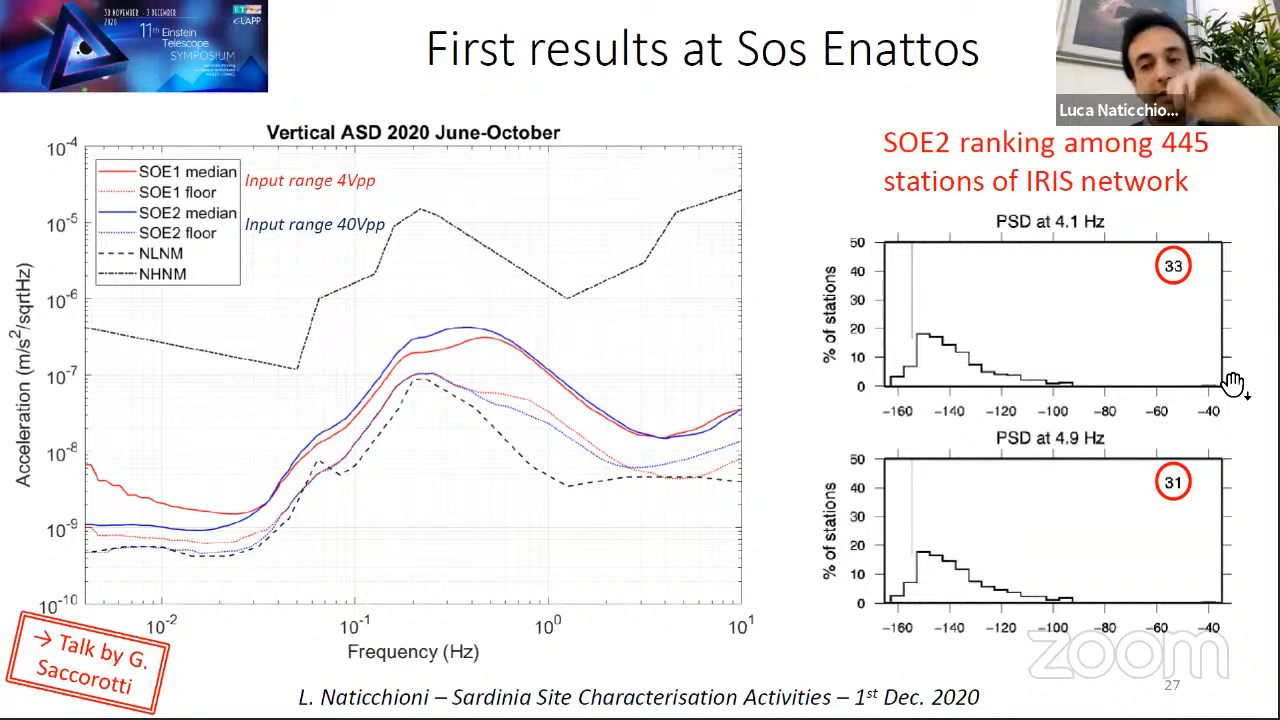 30 NOVEMBER - 3 DECEMBER
2020
11th Einstein
Telescope
SYMPOSIUM
ET
LAPP
First results at Sos Enattos
Luca Naticchio...
Vertical ASD 2020 June-October
SOE1 median
SOE1 floor
SOE2 median
SOE2 floor
NLNM
NHNM
Input range 4Vpp
Input range 40Vpp
10-4
10-5
10-6
10-7
10-8
10-9
10-10
Acceleration (m/s2/sqrtHz)
10-2
10-1
100
101
Frequency (Hz)
SOE2 ranking among 445
stations of IRIS network
PSD at 4.1 Hz
33
50
40
30
20
10
0
% of stations
−160
−140
−120
−100
−80
−60
−40
PSD at 4.9 Hz
31
50
40
30
20
10
0
% of stations
−160
−140
−120
−100
−80
−60
−40
→ Talk by G.
Saccorotti
zoom
27
L. Naticchioni – Sardinia Site Characterisation Activities – 1st Dec. 2020